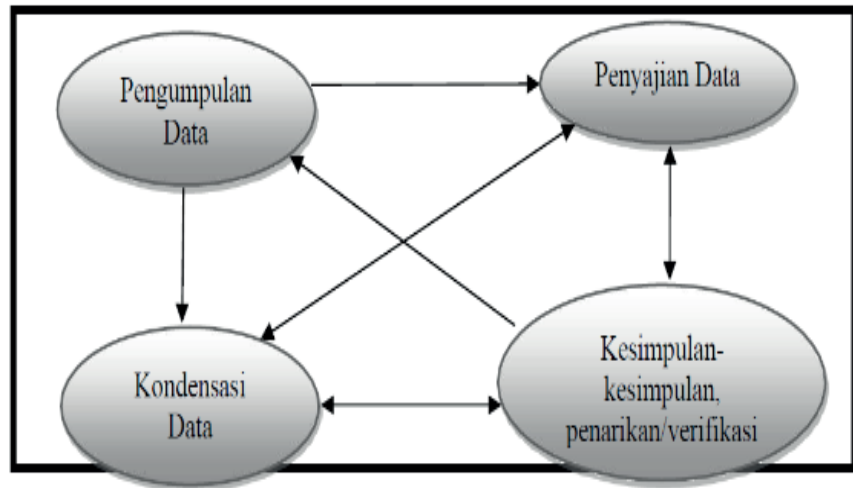 Pengumpulan
Data
Penyajian Data
Kondensasi
Data
Kesimpulan-
kesimpulan,
penarikan/verifikasi